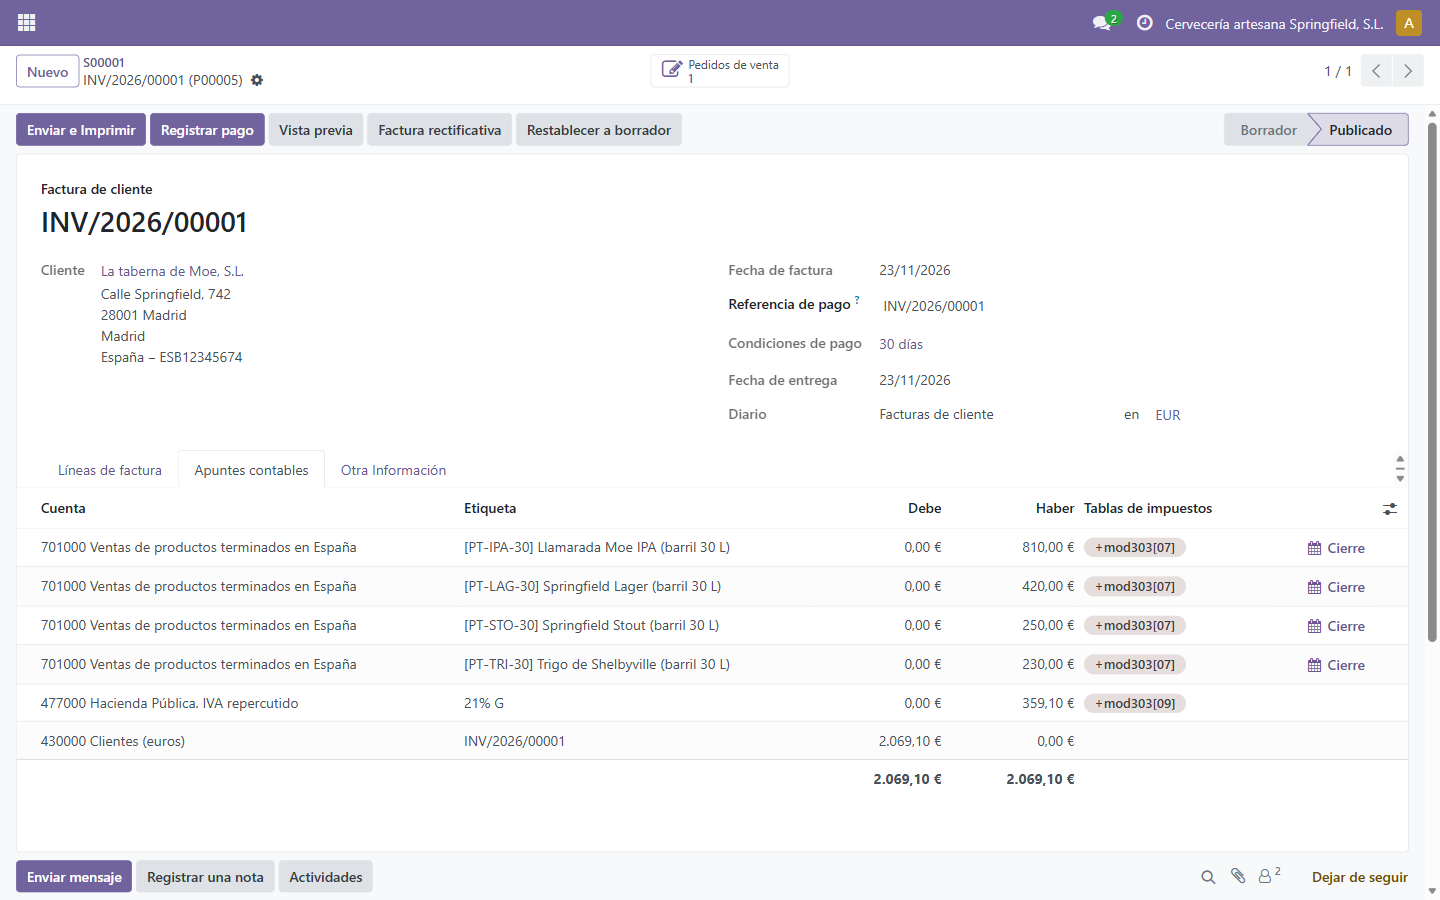 2
Cervecería artesana Springfield, S.L.
A
Nuevo
S00001
INV/2026/00001 (P00005)
Pedidos de venta
1
1 / 1
Enviar e Imprimir
Registrar pago
Vista previa
Factura rectificativa
Restablecer a borrador
Borrador
Publicado
Factura de cliente
INV/2026/00001
Cliente
La taberna de Moe, S.L.
Calle Springfield, 742
28001 Madrid
Madrid
España – ESB12345674
Fecha de factura 23/11/2026
Referencia de pago ? INV/2026/00001
Condiciones de pago 30 días
Fecha de entrega 23/11/2026
Diario Facturas de cliente en EUR
Líneas de factura
Apuntes contables
Otra Información
Cuenta Etiqueta Debe Haber Tablas de impuestos
701000 Ventas de productos terminados en España [PT-IPA-30] Llamarada Moe IPA (barril 30 L) 0,00 € 810,00 € +mod303[07] Cierre
701000 Ventas de productos terminados en España [PT-LAG-30] Springfield Lager (barril 30 L) 0,00 € 420,00 € +mod303[07] Cierre
701000 Ventas de productos terminados en España [PT-STO-30] Springfield Stout (barril 30 L) 0,00 € 250,00 € +mod303[07] Cierre
701000 Ventas de productos terminados en España [PT-TRI-30] Trigo de Shelbyville (barril 30 L) 0,00 € 230,00 € +mod303[07] Cierre
477000 Hacienda Pública. IVA repercutido 21% G 0,00 € 359,10 € +mod303[09]
430000 Clientes (euros) INV/2026/00001 2.069,10 € 0,00 €
2.069,10 € 2.069,10 €
Enviar mensaje
Registrar una nota
Actividades
2
Dejar de seguir